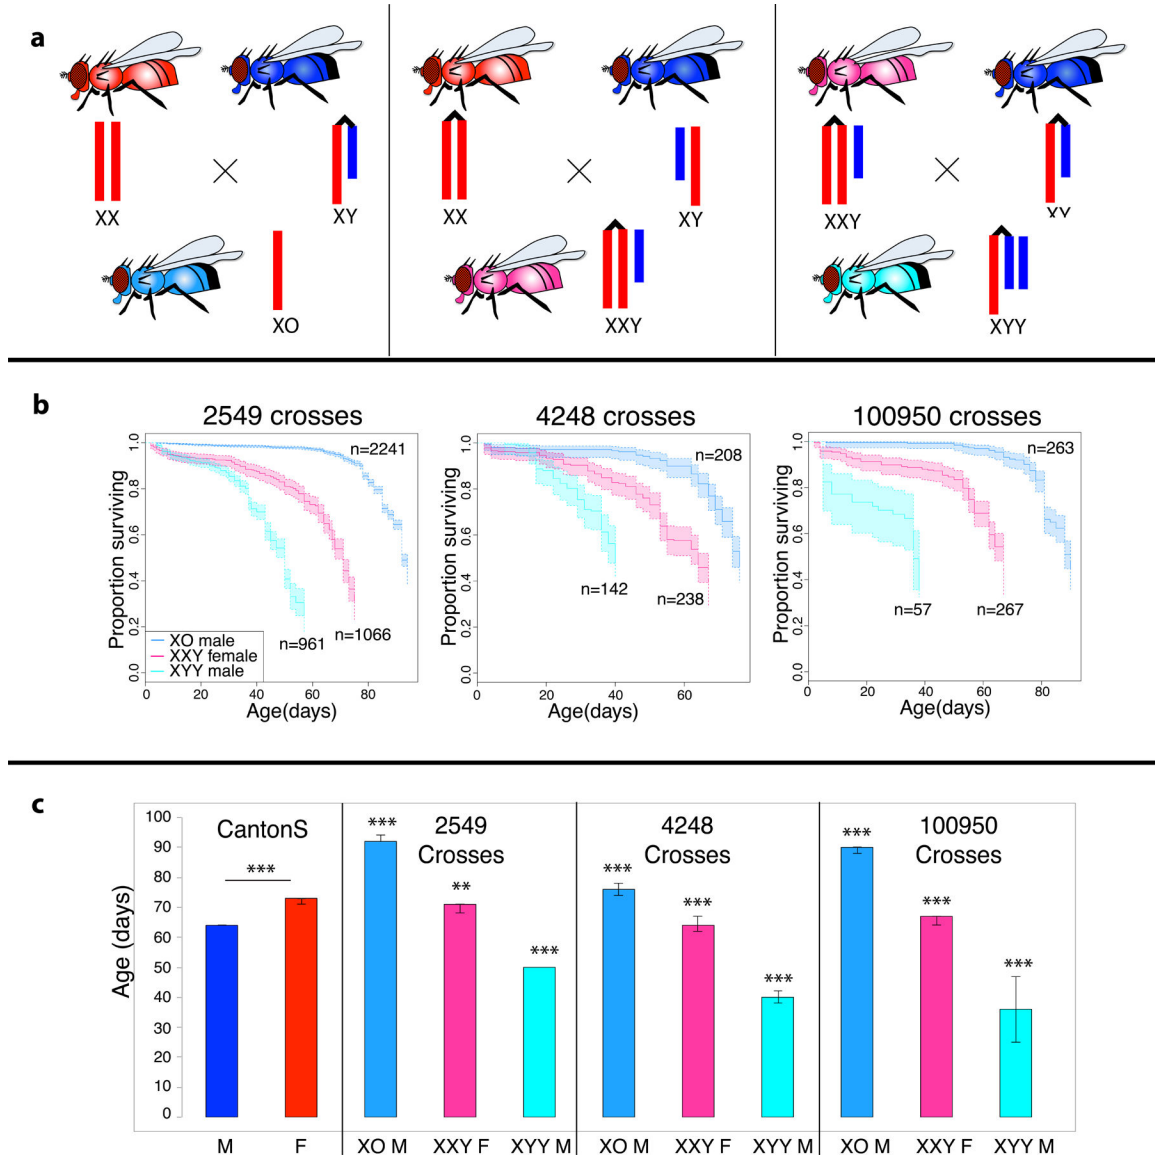 a
XX
XY
XO
XX
XY
XXY
XXY
XY
XYY
b
2549 crosses
Proportion surviving
1.0
0.8
0.6
0.4
0.2
0.0
n=2241
n=961
n=1066
XO male
XXY female
XYY male
0 20 40 60 80
Age(days)
4248 crosses
Proportion surviving
1.0
0.8
0.6
0.4
0.2
0.0
n=208
n=142
n=238
0 20 40 60
Age(days)
100950 crosses
Proportion surviving
1.0
0.8
0.6
0.4
0.2
0.0
n=263
n=57
n=267
0 20 40 60 80
Age(days)
c
Age (days)
100
90
80
70
60
50
40
30
20
10
0
CantonS
***
M F
2549
Crosses
***
**
***
XO M XXY F XYY M
4248
Crosses
***
***
***
XO M XXY F XYY M
100950
Crosses
***
***
***
XO M XXY F XYY M